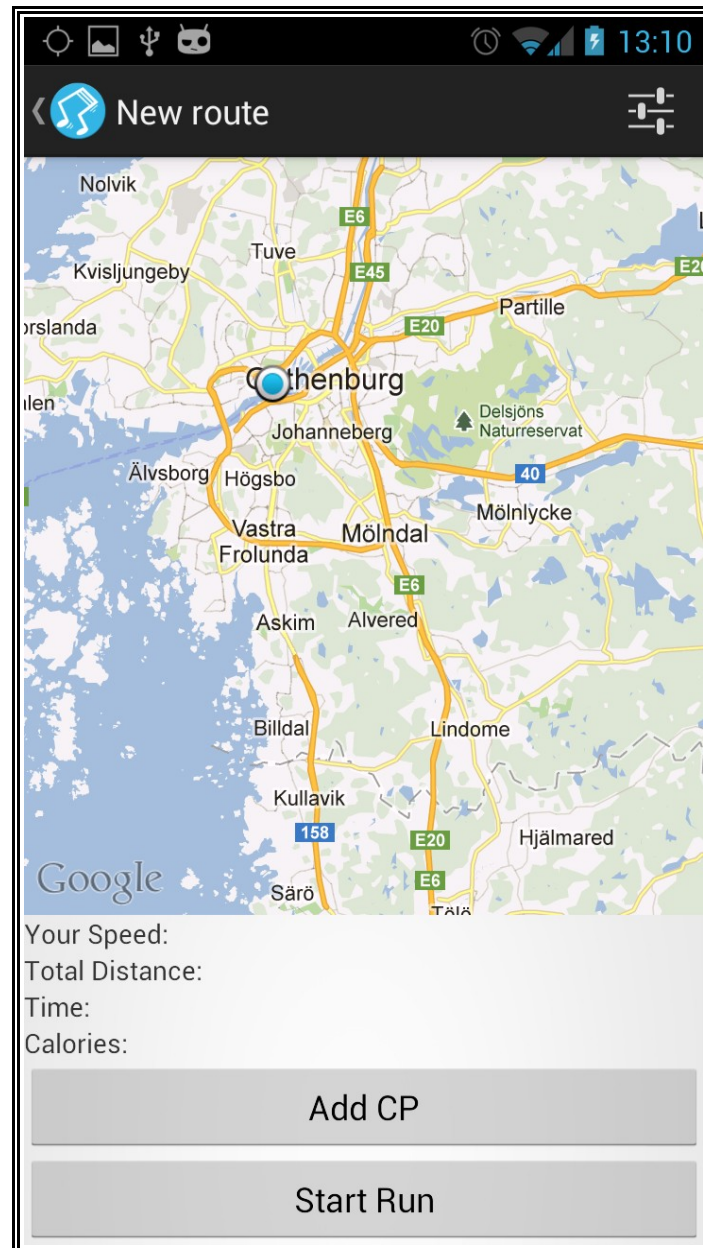 13:10
New route
Nolvik
E6
Tuve
Kvisljungeby
E45
E20
Partille
E20
orslanda
Gothenburg
len
Johanneberg
Delsjöns
Naturreservat
Älvsborg
Högsbo
40
Mölnlycke
Vastra
Frolunda
Mölndal
E6
Askim
Alvered
Billdal
Lindome
Kullavik
158
E20
Hjälmared
Google
E6
Särö
Tölö
Your Speed:
Total Distance:
Time:
Calories:
Add CP
Start Run